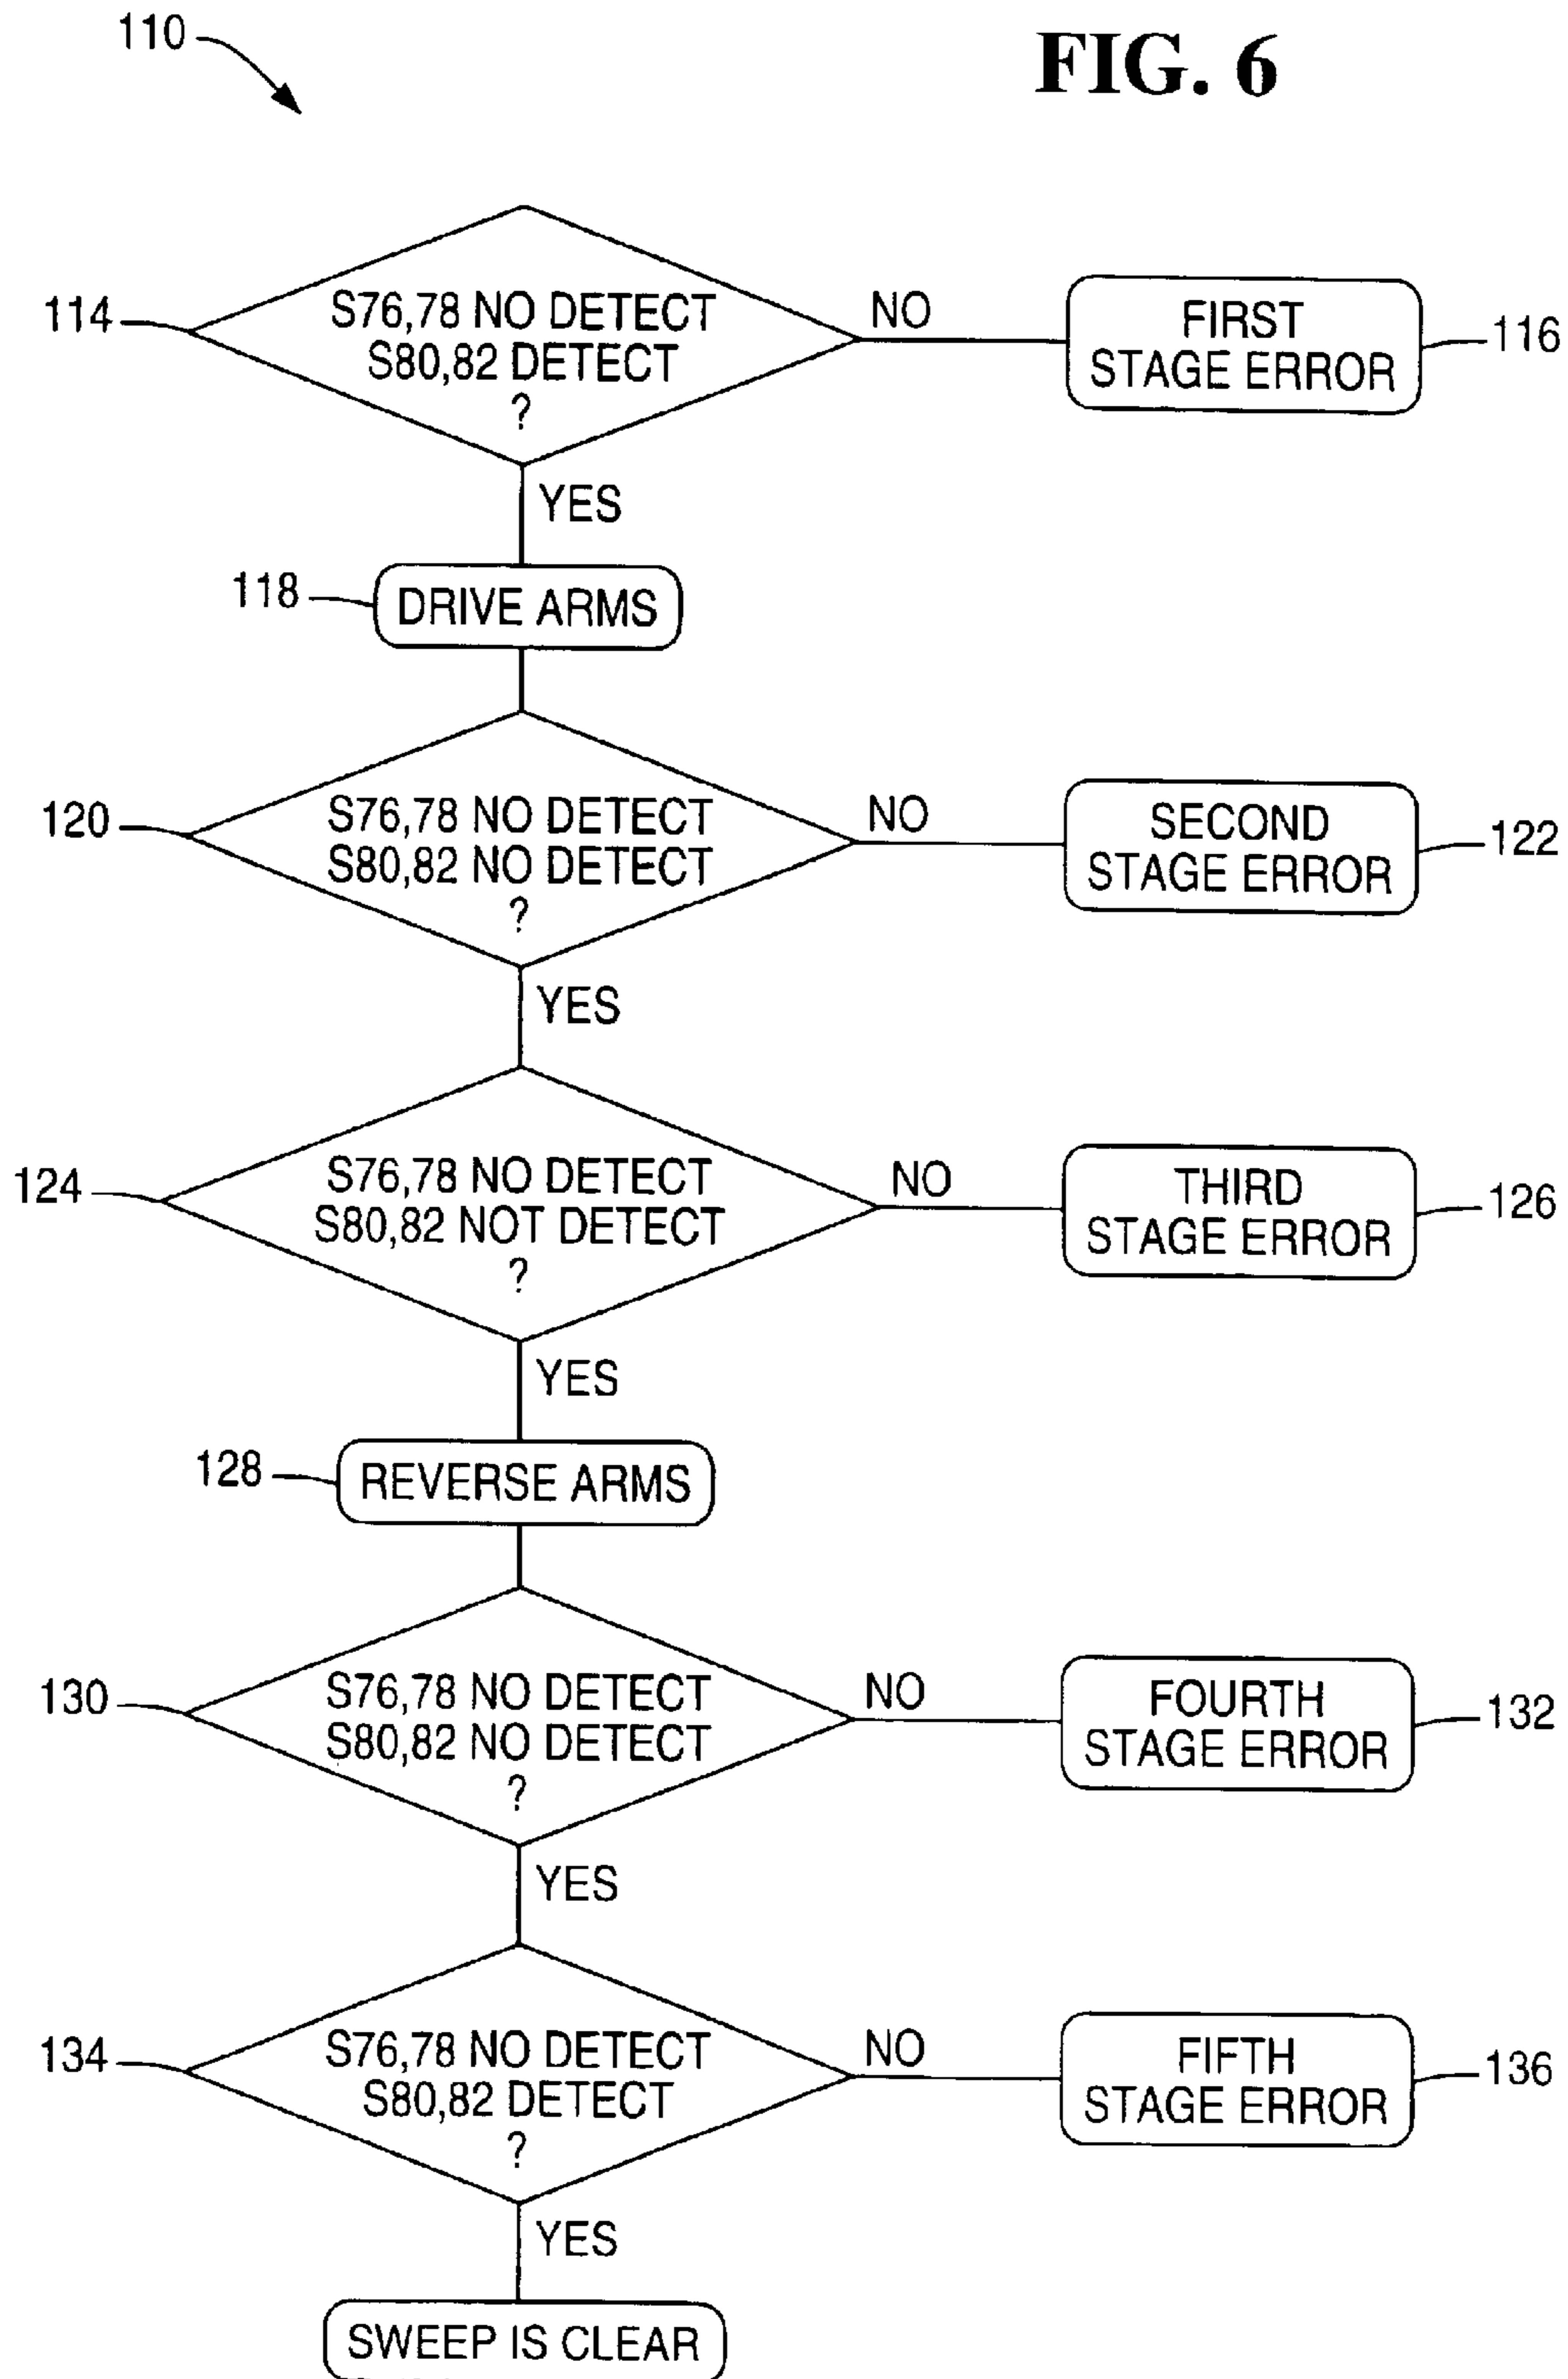 110
FIG. 6
114
S76,78 NO DETECT
S80,82 DETECT
?
NO
FIRST
STAGE ERROR
116
YES
118
DRIVE ARMS
120
S76,78 NO DETECT
S80,82 NO DETECT
?
NO
SECOND
STAGE ERROR
122
YES
124
S76,78 NO DETECT
S80,82 NOT DETECT
?
NO
THIRD
STAGE ERROR
126
YES
128
REVERSE ARMS
130
S76,78 NO DETECT
S80,82 NO DETECT
?
NO
FOURTH
STAGE ERROR
132
YES
134
S76,78 NO DETECT
S80,82 DETECT
?
NO
FIFTH
STAGE ERROR
136
YES
SWEEP IS CLEAR